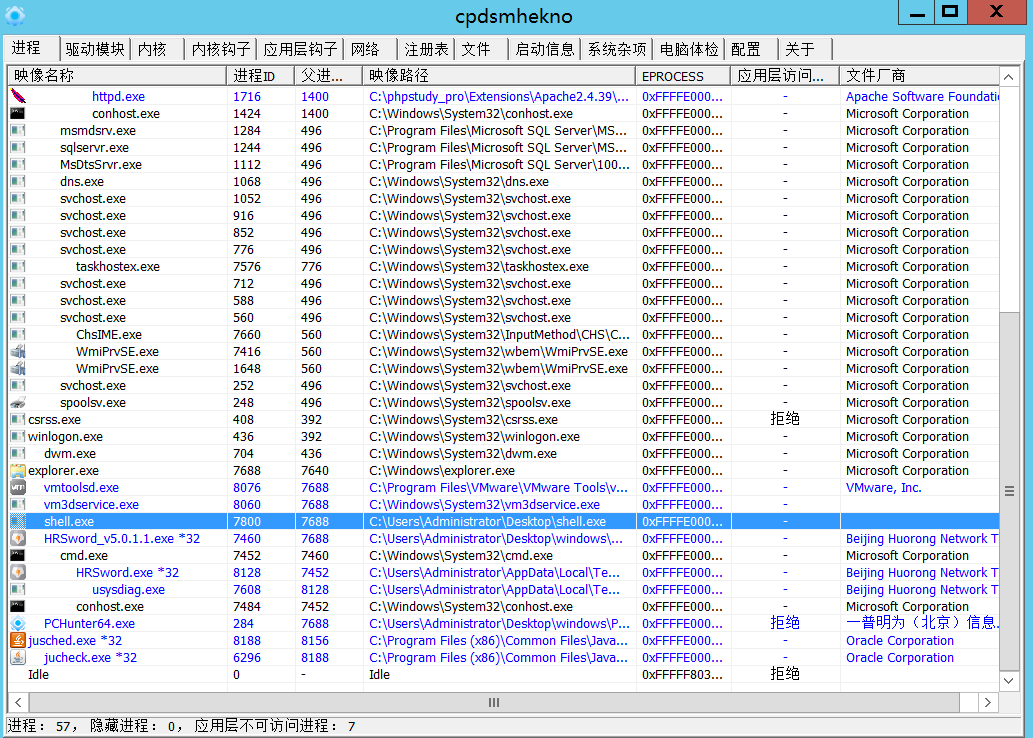 cpdsmhekno
进程 驱动模块 内核 内核钩子 应用层钩子 网络 注册表 文件 启动信息 系统杂项 电脑体检 配置 关于
映像名称 进程ID 父进... 映像路径 EPROCESS 应用层访问... 文件厂商
httpd.exe 1716 1400 C:\phpstudy_pro\Extensions\Apache2.4.39\... 0xFFFFE000... - Apache Software Foundatio
conhost.exe 1424 1400 C:\Windows\System32\conhost.exe 0xFFFFE000... - Microsoft Corporation
msmdsrv.exe 1284 496 C:\Program Files\Microsoft SQL Server\MS... 0xFFFFE000... - Microsoft Corporation
sqlservr.exe 1244 496 C:\Program Files\Microsoft SQL Server\MS... 0xFFFFE000... - Microsoft Corporation
MsDtsSrvr.exe 1112 496 C:\Program Files\Microsoft SQL Server\100... 0xFFFFE000... - Microsoft Corporation
dns.exe 1068 496 C:\Windows\System32\dns.exe 0xFFFFE000... - Microsoft Corporation
svchost.exe 1052 496 C:\Windows\System32\svchost.exe 0xFFFFE000... - Microsoft Corporation
svchost.exe 916 496 C:\Windows\System32\svchost.exe 0xFFFFE000... - Microsoft Corporation
svchost.exe 852 496 C:\Windows\System32\svchost.exe 0xFFFFE000... - Microsoft Corporation
svchost.exe 776 496 C:\Windows\System32\svchost.exe 0xFFFFE000... - Microsoft Corporation
taskhostex.exe 7576 776 C:\Windows\System32\taskhostex.exe 0xFFFFE000... - Microsoft Corporation
svchost.exe 712 496 C:\Windows\System32\svchost.exe 0xFFFFE000... - Microsoft Corporation
svchost.exe 588 496 C:\Windows\System32\svchost.exe 0xFFFFE000... - Microsoft Corporation
svchost.exe 560 496 C:\Windows\System32\svchost.exe 0xFFFFE000... - Microsoft Corporation
ChsIME.exe 7660 560 C:\Windows\System32\InputMethod\CHS\C... 0xFFFFE000... - Microsoft Corporation
WmiPrvSE.exe 7416 560 C:\Windows\System32\wbem\WmiPrvSE.exe 0xFFFFE000... - Microsoft Corporation
WmiPrvSE.exe 1648 560 C:\Windows\System32\wbem\WmiPrvSE.exe 0xFFFFE000... - Microsoft Corporation
svchost.exe 252 496 C:\Windows\System32\svchost.exe 0xFFFFE000... - Microsoft Corporation
spoolsv.exe 248 496 C:\Windows\System32\spoolsv.exe 0xFFFFE000... - Microsoft Corporation
csrss.exe 408 392 C:\Windows\System32\csrss.exe 0xFFFFE000... 拒绝 Microsoft Corporation
winlogon.exe 436 392 C:\Windows\System32\winlogon.exe 0xFFFFE000... - Microsoft Corporation
dwm.exe 704 436 C:\Windows\System32\dwm.exe 0xFFFFE000... - Microsoft Corporation
explorer.exe 7688 7640 C:\Windows\explorer.exe 0xFFFFE000... - Microsoft Corporation
vmtoolsd.exe 8076 7688 C:\Program Files\VMware\VMware Tools\v... 0xFFFFE000... - VMware, Inc.
vm3dservice.exe 8060 7688 C:\Windows\System32\vm3dservice.exe 0xFFFFE000... -
shell.exe 7800 7688 C:\Users\Administrator\Desktop\shell.exe 0xFFFFE000... -
HRSword_v5.0.1.1.exe *32 7460 7688 C:\Users\Administrator\Desktop\windows\... 0xFFFFE000... - Beijing Huorong Network T
cmd.exe 7452 7460 C:\Windows\System32\cmd.exe 0xFFFFE000... - Microsoft Corporation
HRSword.exe *32 8128 7452 C:\Users\Administrator\AppData\Local\Te... 0xFFFFE000... - Beijing Huorong Network T
usysdiag.exe 7608 8128 C:\Users\Administrator\AppData\Local\Te... 0xFFFFE000... - Beijing Huorong Network T
conhost.exe 7484 7452 C:\Windows\System32\conhost.exe 0xFFFFE000... - Microsoft Corporation
PCHunter64.exe 284 7688 C:\Users\Administrator\Desktop\windows\P... 0xFFFFE000... 拒绝 一普明为（北京）信息.
jusched.exe *32 8188 8156 C:\Program Files (x86)\Common Files\Java... 0xFFFFE000... - Oracle Corporation
jucheck.exe *32 6296 8188 C:\Program Files (x86)\Common Files\Java... 0xFFFFE000... - Oracle Corporation
Idle 0 - Idle 0xFFFFF803... 拒绝
进程: 57, 隐藏进程: 0, 应用层不可访问进程: 7